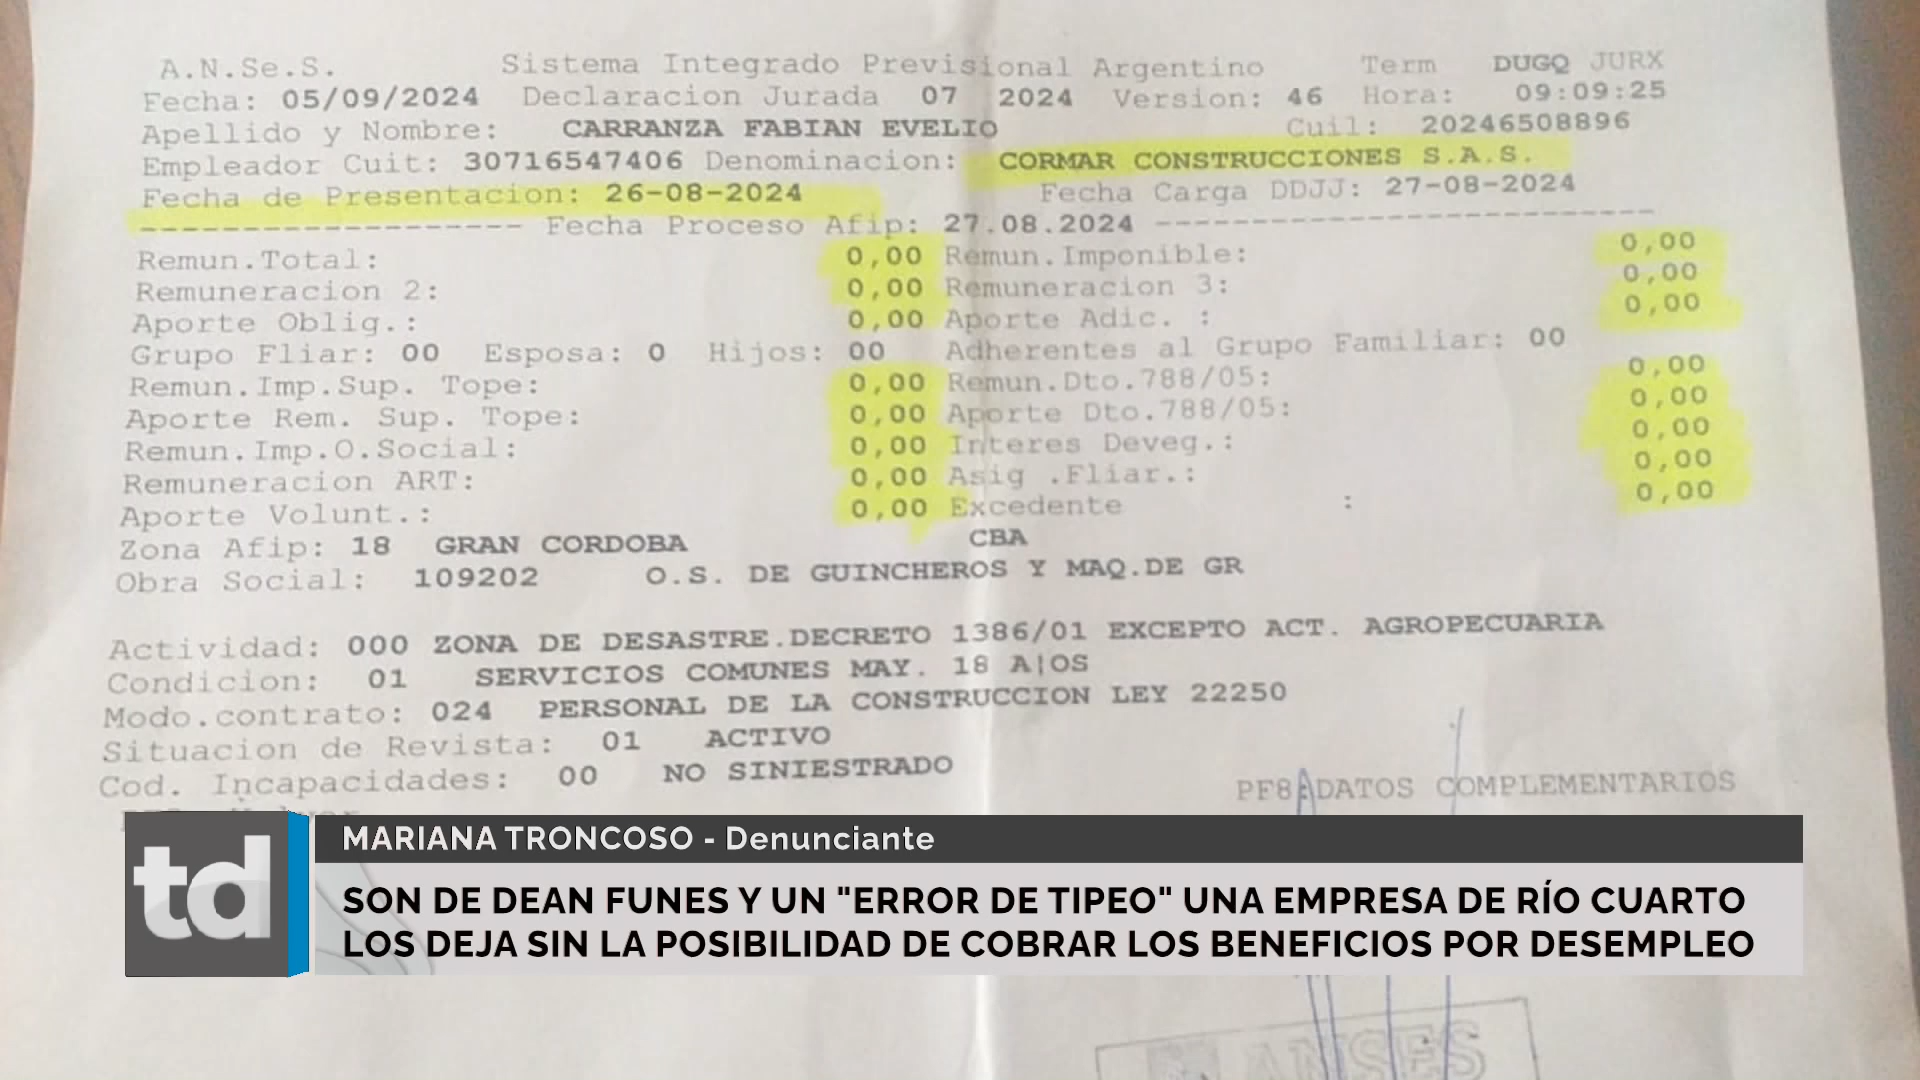 A.N.Se.S. Sistema Integrado Previsional Argentino Term DUGQ JURX
Fecha: 05/09/2024 Declaracion Jurada 07 2024 Version: 46 Hora: 09:09:25
Apellido y Nombre: CARRANZA FABIAN EVELIO Cuil: 20246508896
Empleador Cuit: 30716547406 Denominacion: CORMAR CONSTRUCCIONES S.A.S.
Fecha de Presentacion: 26-08-2024 Fecha Carga DDJJ: 27-08-2024
------------------- Fecha Proceso Afip: 27.08.2024 -------------------------
Remun.Total: 0,00 Remun.Imponible: 0,00
Remuneracion 2: 0,00 Remuneracion 3: 0,00
Aporte Oblig.: 0,00 Aporte Adic. : 0,00
Grupo Fliar: 00 Esposa: 0 Hijos: 00 Adherentes al Grupo Familiar: 00
Remun.Imp.Sup. Tope: 0,00 Remun.Dto.788/05: 0,00
Aporte Rem. Sup. Tope: 0,00 Aporte Dto.788/05: 0,00
Remun.Imp.O.Social: 0,00 Interes Deveg.: 0,00
Remuneracion ART: 0,00 Asig .Fliar.: 0,00
Aporte Volunt.: 0,00 Excedente : 0,00
Zona Afip: 18 GRAN CORDOBA CBA
Obra Social: 109202 O.S. DE GUINCHEROS Y MAQ.DE GR
Actividad: 000 ZONA DE DESASTRE.DECRETO 1386/01 EXCEPTO ACT. AGROPECUARIA
Condicion: 01 SERVICIOS COMUNES MAY. 18 A|OS
Modo.contrato: 024 PERSONAL DE LA CONSTRUCCION LEY 22250
Situacion de Revista: 01 ACTIVO
Cod. Incapacidades: 00 NO SINIESTRADO
PF8:DATOS COMPLEMENTARIOS
td
MARIANA TRONCOSO - Denunciante
SON DE DEAN FUNES Y UN "ERROR DE TIPEO" UNA EMPRESA DE RÍO CUARTO
LOS DEJA SIN LA POSIBILIDAD DE COBRAR LOS BENEFICIOS POR DESEMPLEO
ANSES